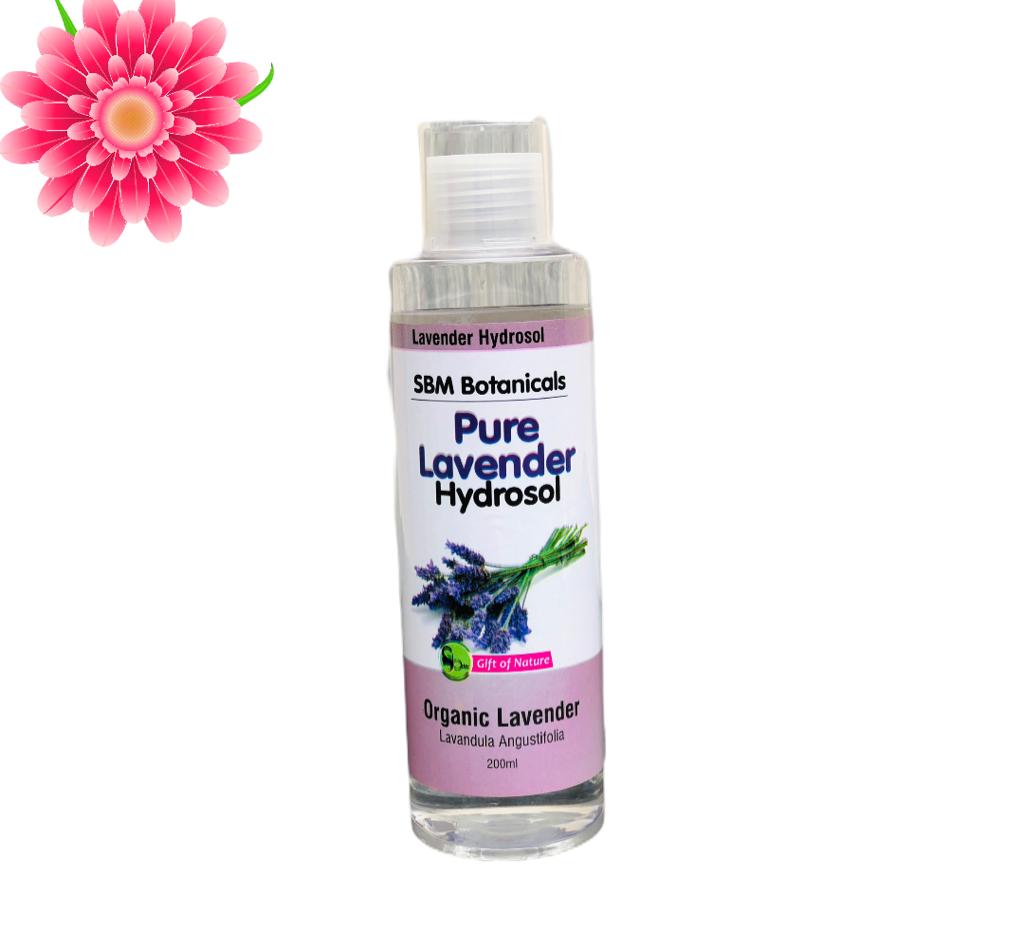 Lavender Hydrosol
SBM Botanicals
Pure
Lavender
Hydrosol
Gift of Nature
Organic Lavender
Lavandula Angustifolia
200ml